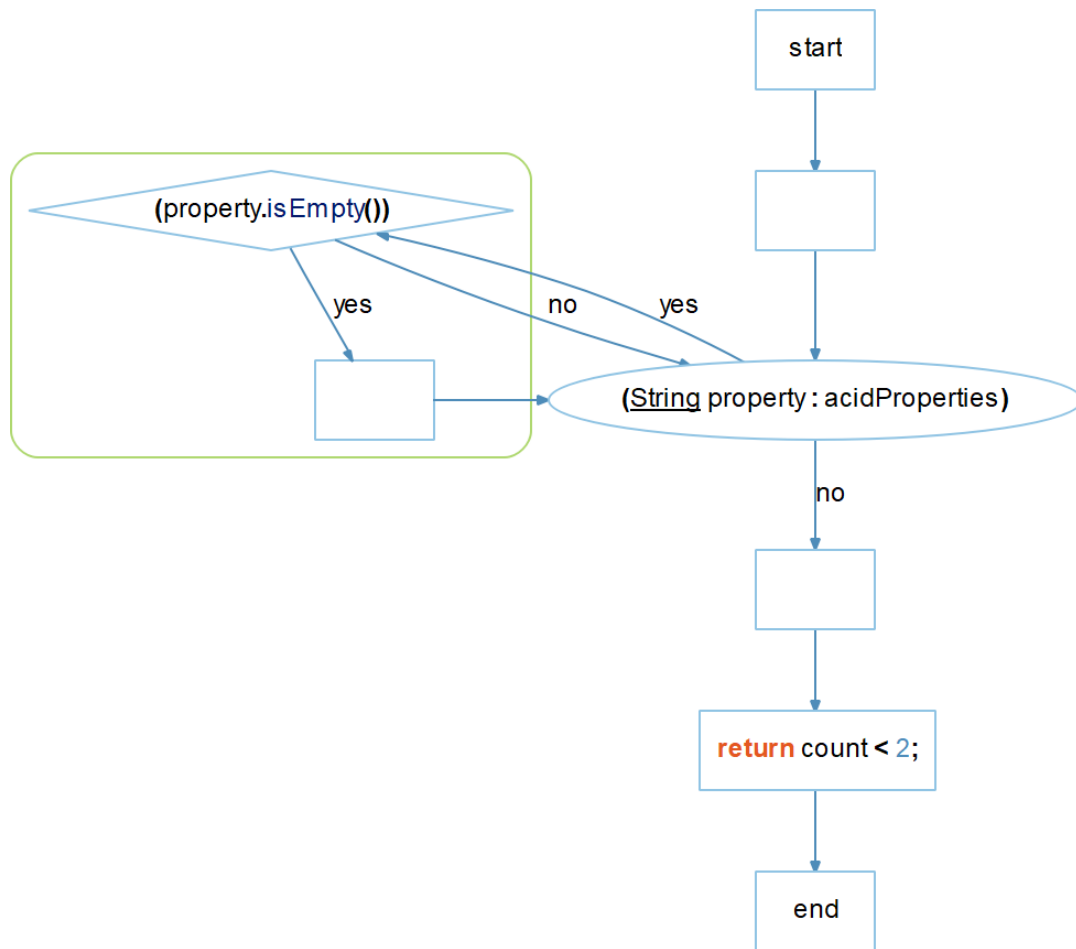 start
(property.isEmpty())
yes
no
yes
(String property : acidProperties)
no
return count < 2;
end